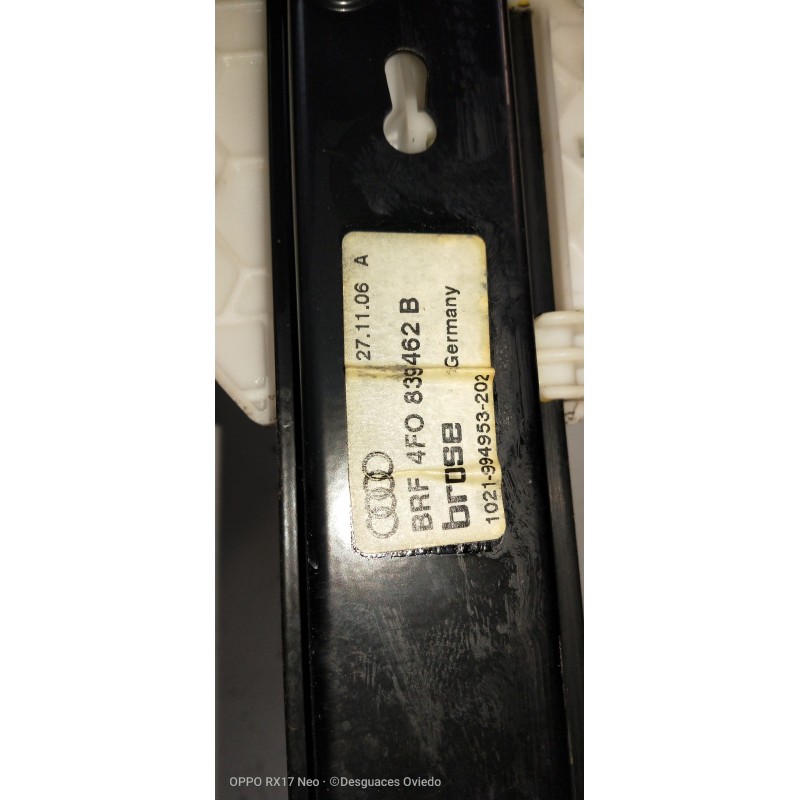 27.11.06 A
BRF 4F0 839462 B
brose Germany
1021-994953-202
OPPO RX17 Neo · ©Desguaces Oviedo